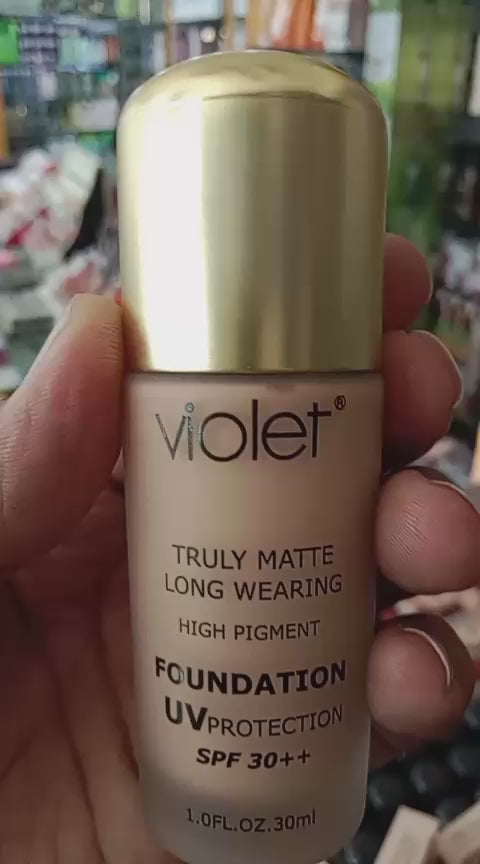 violet®
TRULY MATTE
LONG WEARING
HIGH PIGMENT
FOUNDATION
UVPROTECTION
SPF 30++
1.0FL.OZ.30ml